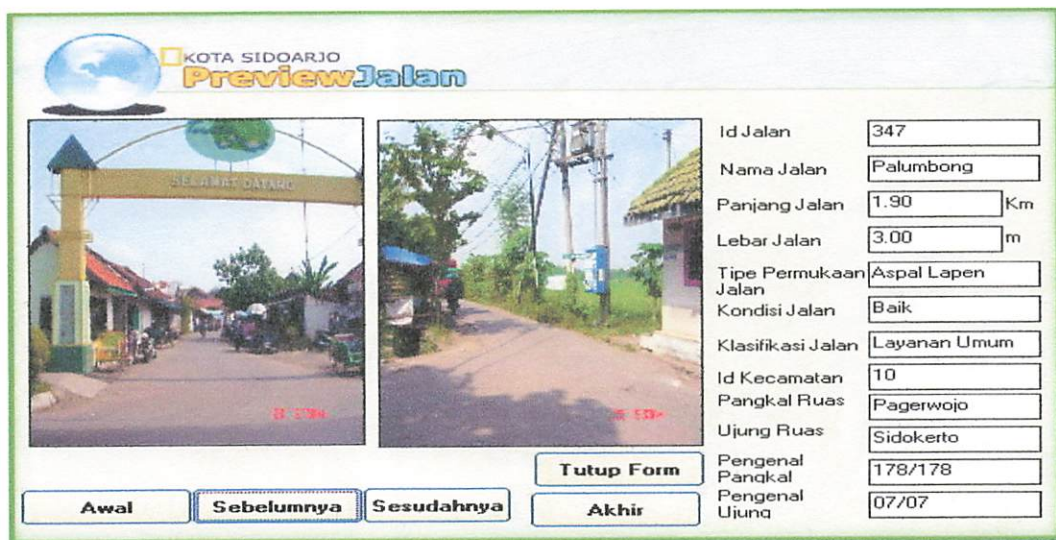 KOTA SIDOARJO
PreviewJalan
SELAMAT DATANG
Id Jalan 347
Nama Jalan Palumbong
Panjang Jalan 1.90 Km
Lebar Jalan 3.00 m
Tipe Permukaan Aspal Lapen
Jalan
Kondisi Jalan Baik
Klasifikasi Jalan Layanan Umum
Id Kecamatan 10
Pangkal Ruas Pagerwojo
Ujung Ruas Sidokerto
Pengenal 178/178
Pangkal
Pengenal 07/07
Ujung
Tutup Form
Awal Sebelumnya Sesudahnya Akhir